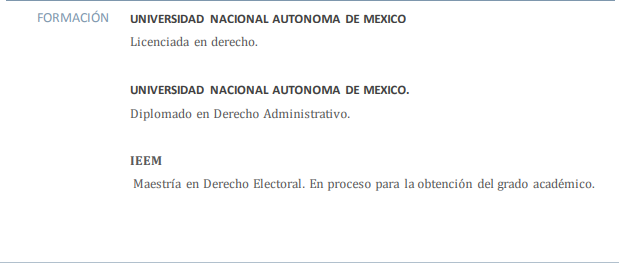 FORMACIÓN
UNIVERSIDAD NACIONAL AUTONOMA DE MEXICO
Licenciada en derecho.
UNIVERSIDAD NACIONAL AUTONOMA DE MEXICO.
Diplomado en Derecho Administrativo.
IEEM
Maestría en Derecho Electoral. En proceso para la obtención del grado académico.